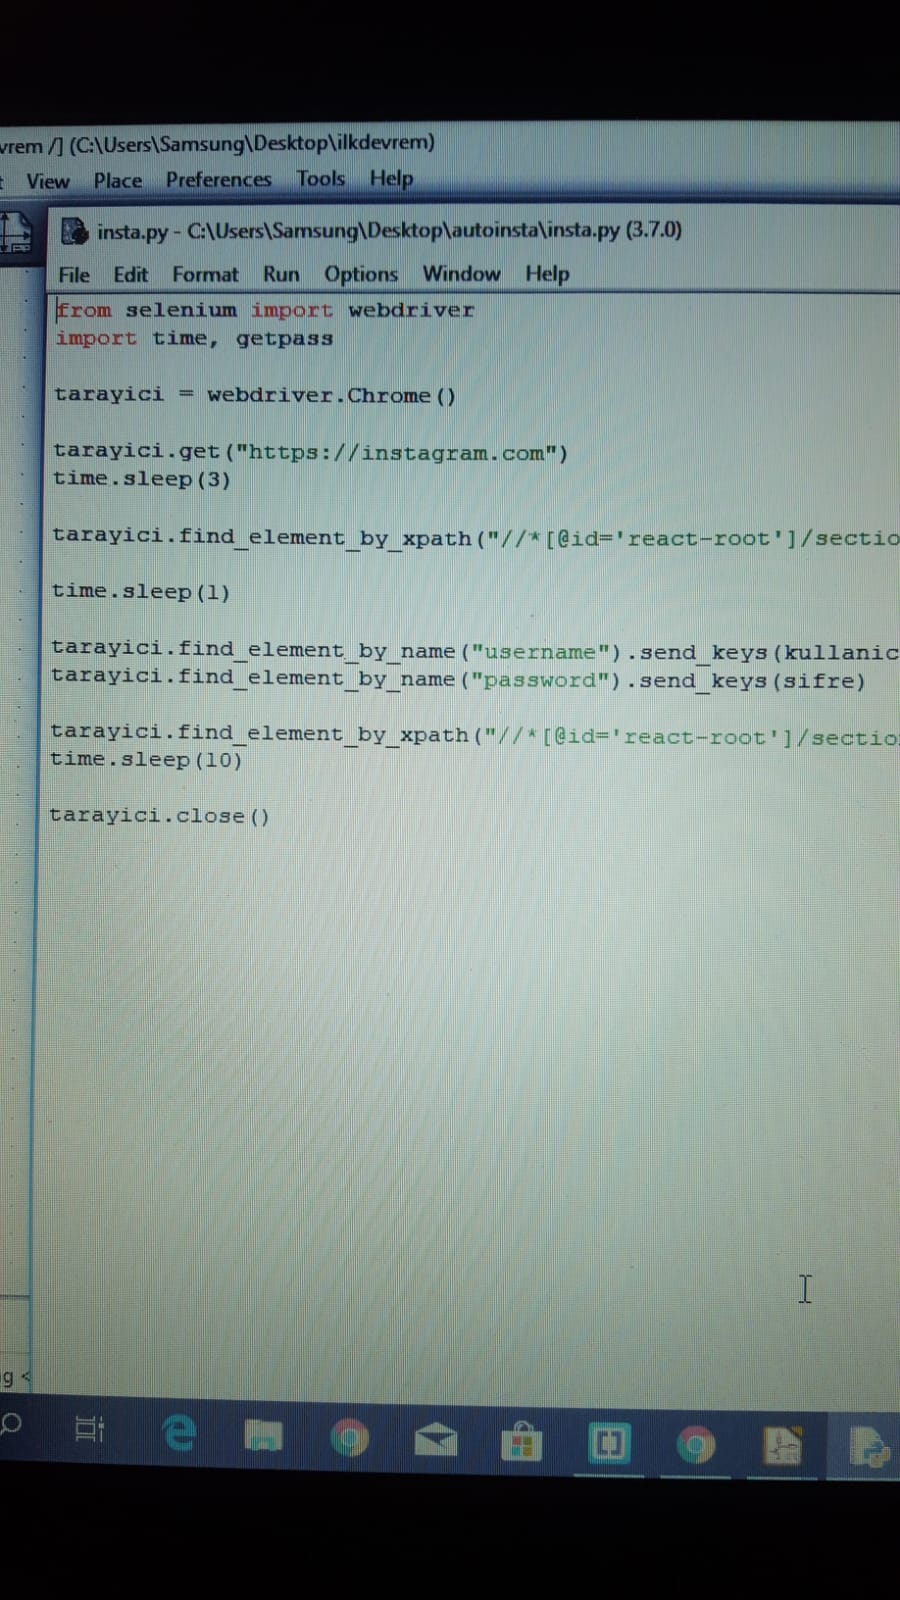 vrem /] (C:\Users\Samsung\Desktop\ilkdevrem)
View Place Preferences Tools Help
insta.py - C:\Users\Samsung\Desktop\autoinsta\insta.py (3.7.0)
File Edit Format Run Options Window Help
from selenium import webdriver
import time, getpass
tarayici = webdriver.Chrome()
tarayici.get("https://instagram.com")
time.sleep(3)
tarayici.find_element_by_xpath("//*[@id='react-root']/sectio
time.sleep(1)
tarayici.find_element_by_name("username").send_keys(kullanic
tarayici.find_element_by_name("password").send_keys(sifre)
tarayici.find_element_by_xpath("//*[@id='react-root']/sectio
time.sleep(10)
tarayici.close()
g <